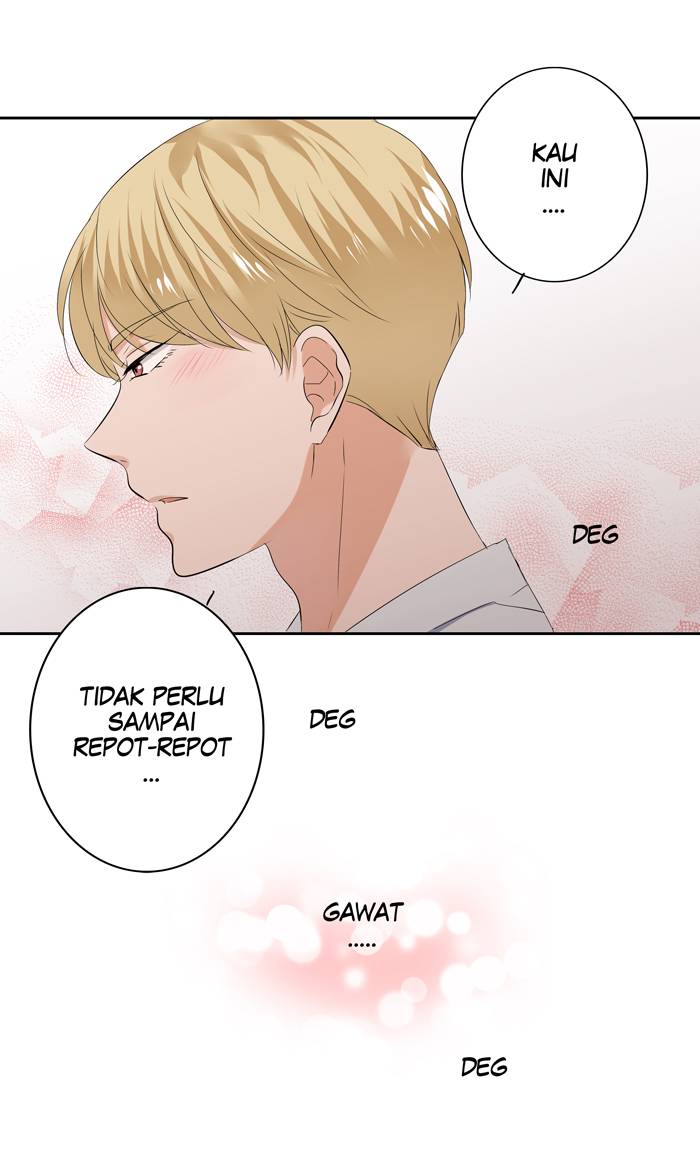 KAU
INI
....
DEG
TIDAK PERLU
SAMPAI
REPOT-REPOT
...
DEG
GAWAT
.....
DEG